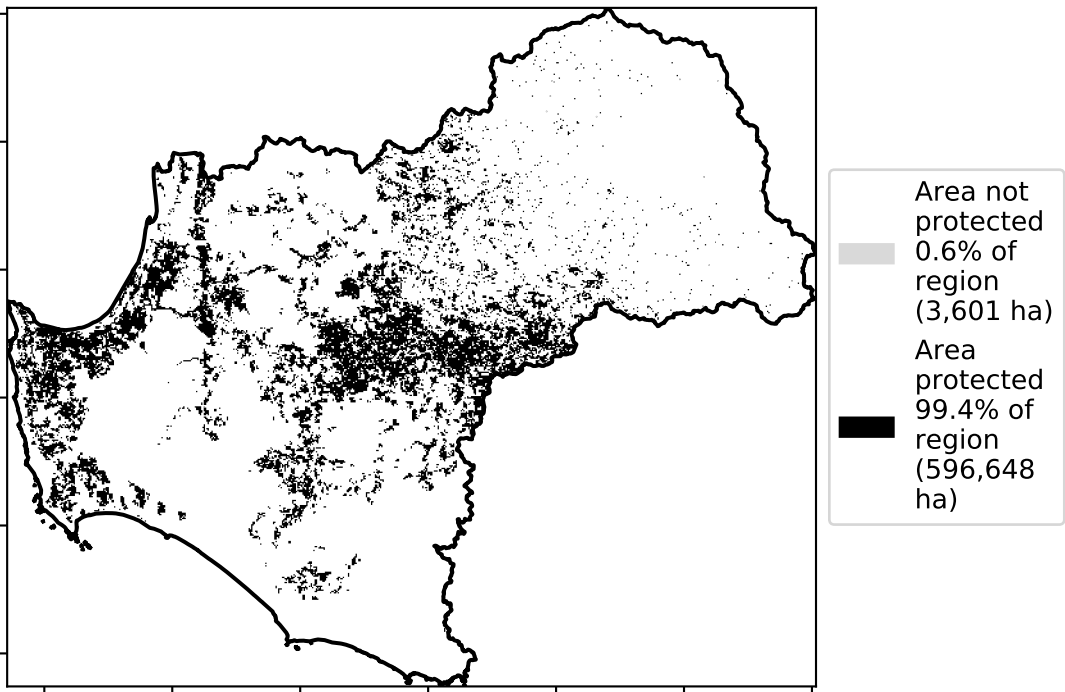 Area not
protected
0.6% of
region
(3,601 ha)
Area
protected
99.4% of
region
(596,648
ha)